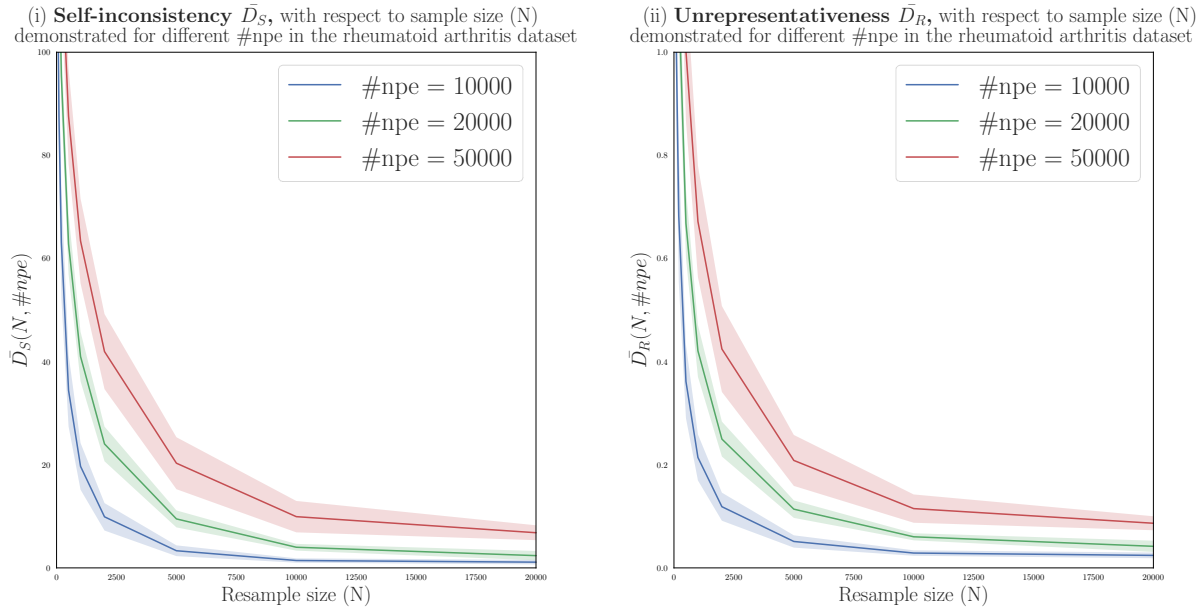 (i) Self-inconsistency D̄_S, with respect to sample size (N)
demonstrated for different #npe in the rheumatoid arthritis dataset
100
80
60
40
20
0
D̄_S(N, #npe)
#npe = 10000
#npe = 20000
#npe = 50000
0 2500 5000 7500 10000 12500 15000 17500 20000
Resample size (N)
(ii) Unrepresentativeness D̄_R, with respect to sample size (N)
demonstrated for different #npe in the rheumatoid arthritis dataset
1.0
0.8
0.6
0.4
0.2
0.0
D̄_R(N, #npe)
#npe = 10000
#npe = 20000
#npe = 50000
0 2500 5000 7500 10000 12500 15000 17500 20000
Resample size (N)